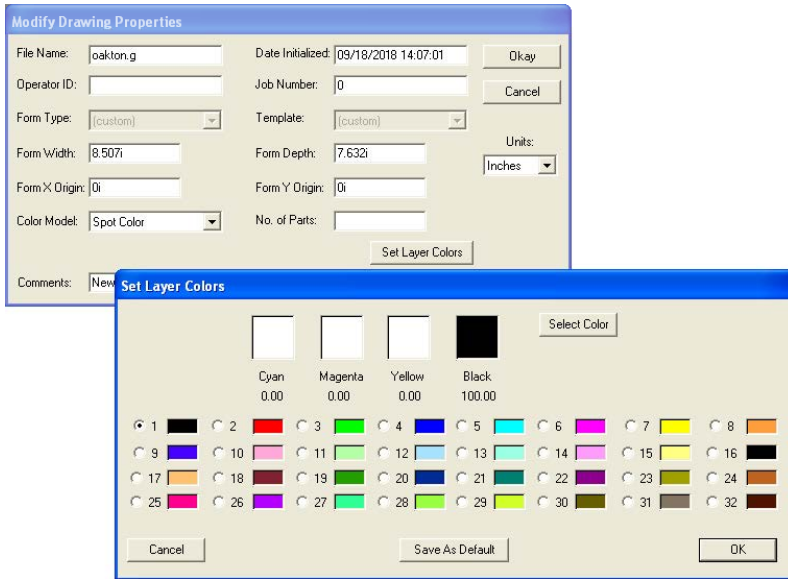 Modify Drawing Properties
File Name: oakton.g Date Initialized: 09/18/2018 14:07:01 Okay
Operator ID: Job Number: 0 Cancel
Form Type: (custom) Template: (custom)
Units:
Form Width: 8.507i Form Depth: 7.632i Inches
Form X Origin: 0i Form Y Origin: 0i
Color Model: Spot Color No. of Parts:
Set Layer Colors
Comments: New
Set Layer Colors
Select Color
Cyan Magenta Yellow Black
0.00 0.00 0.00 100.00
1 2 3 4 5 6 7 8
9 10 11 12 13 14 15 16
17 18 19 20 21 22 23 24
25 26 27 28 29 30 31 32
Cancel Save As Default OK